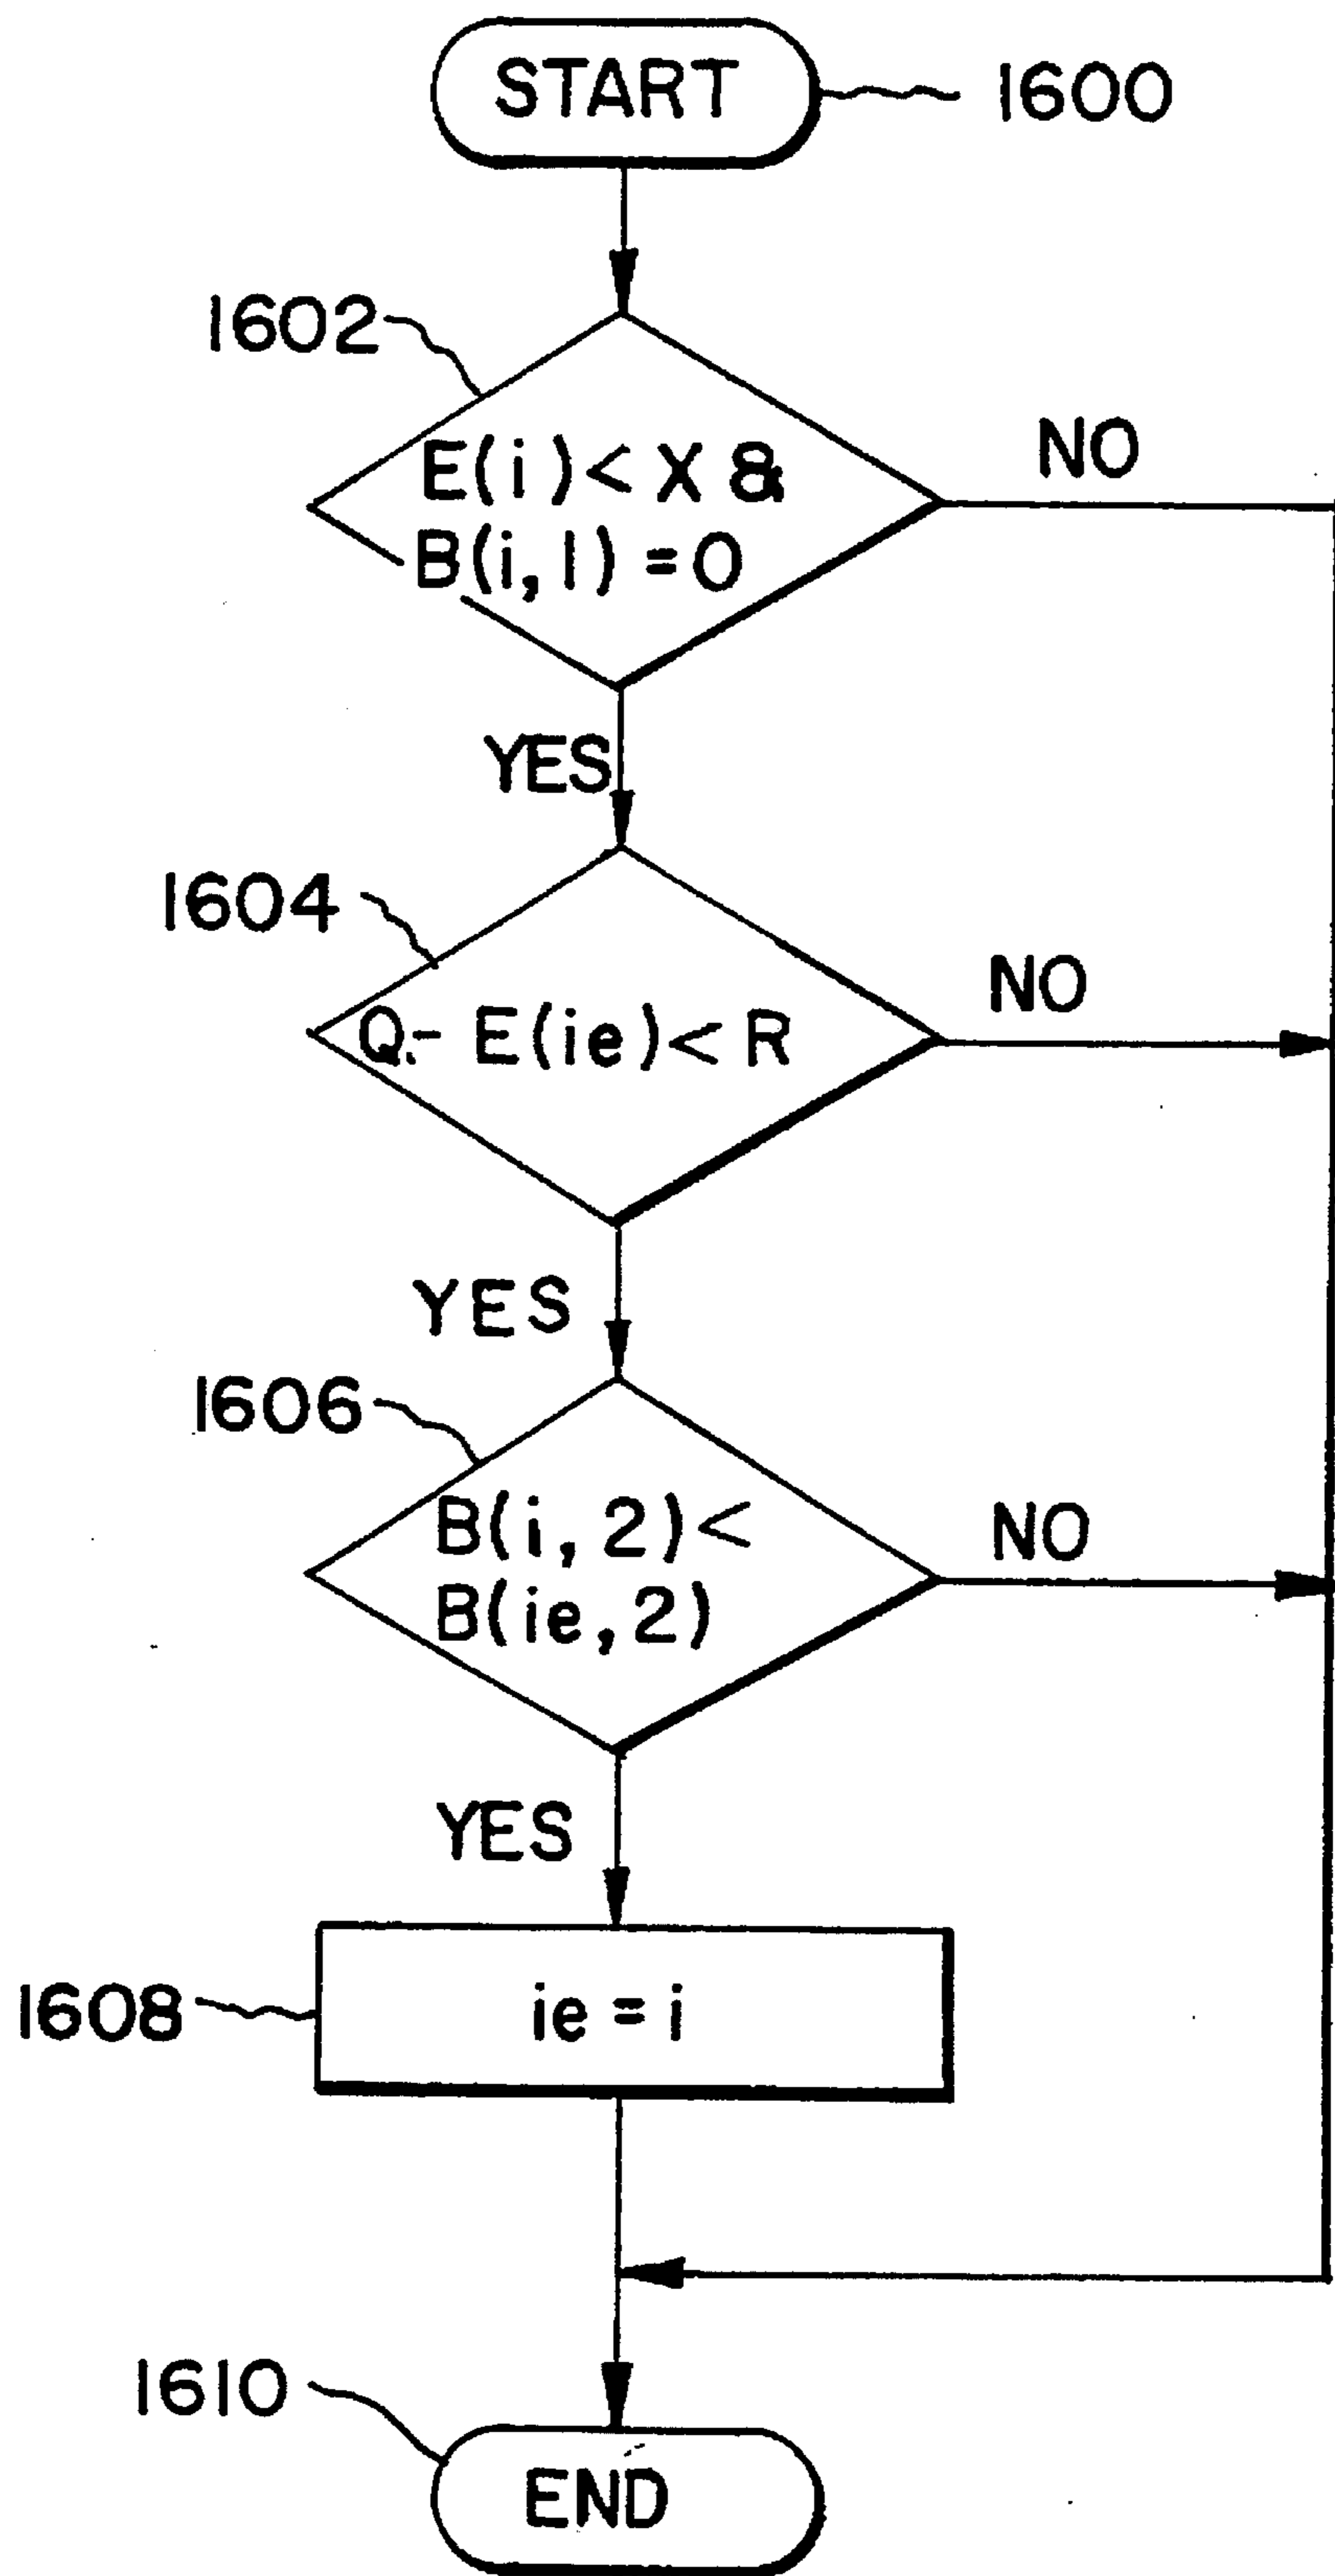 START
1600
1602
E(i) < X &
B(i, 1) = 0
NO
YES
1604
Q.- E(ie) < R
NO
YES
1606
B(i, 2) <
B(ie, 2)
NO
YES
1608
ie = i
1610
END